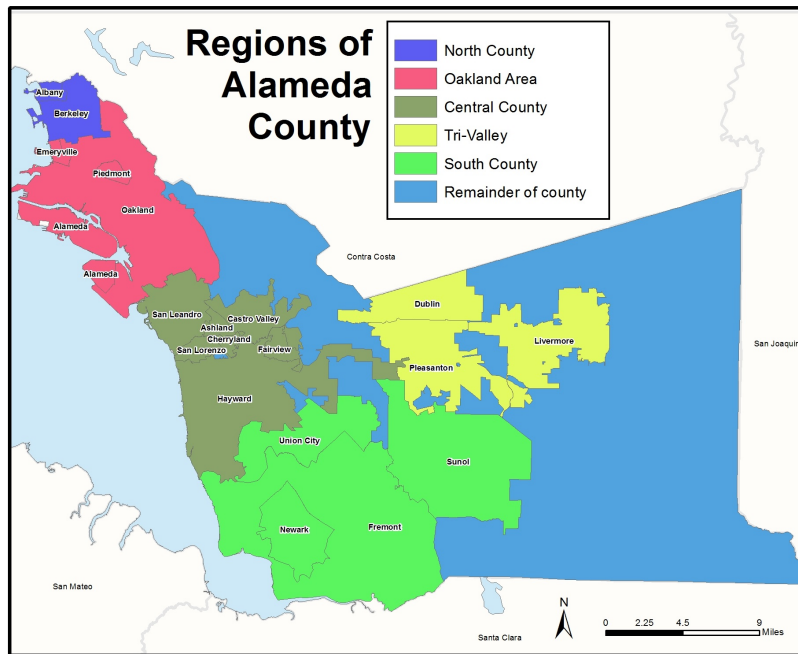 Regions of
Alameda
County
North County
Oakland Area
Central County
Tri-Valley
South County
Remainder of county
Albany
Berkeley
Emeryville
Piedmont
Oakland
Alameda
Alameda
Contra Costa
San Leandro
Castro Valley
Ashland
Cherryland
San Lorenzo
Fairview
Hayward
Dublin
Livermore
Pleasanton
San Joaquin
Union City
Sunol
Newark
Fremont
San Mateo
Santa Clara
N
0 2.25 4.5 9
Miles